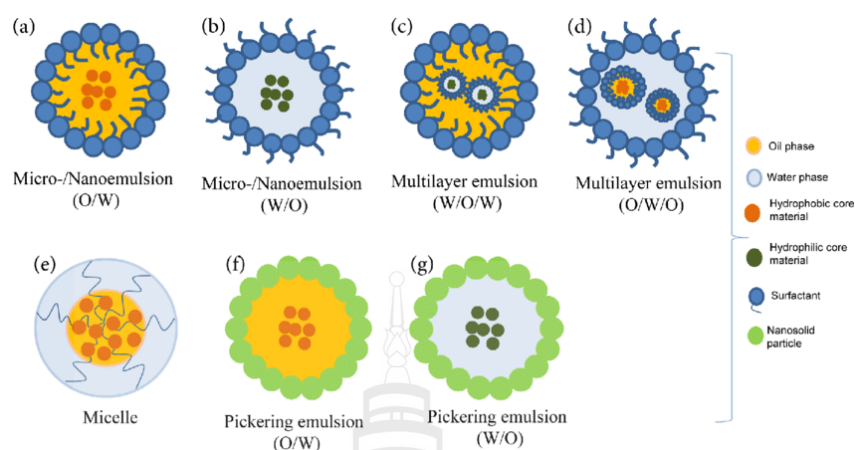 (a)
(b)
(c)
(d)
Micro-/Nanoemulsion
(O/W)
Micro-/Nanoemulsion
(W/O)
Multilayer emulsion
(W/O/W)
Multilayer emulsion
(O/W/O)
(e)
(f)
(g)
Micelle
Pickering emulsion
(O/W)
Pickering emulsion
(W/O)
Oil phase
Water phase
Hydrophobic core
material
Hydrophilic core
material
Surfactant
Nanosolid
particle